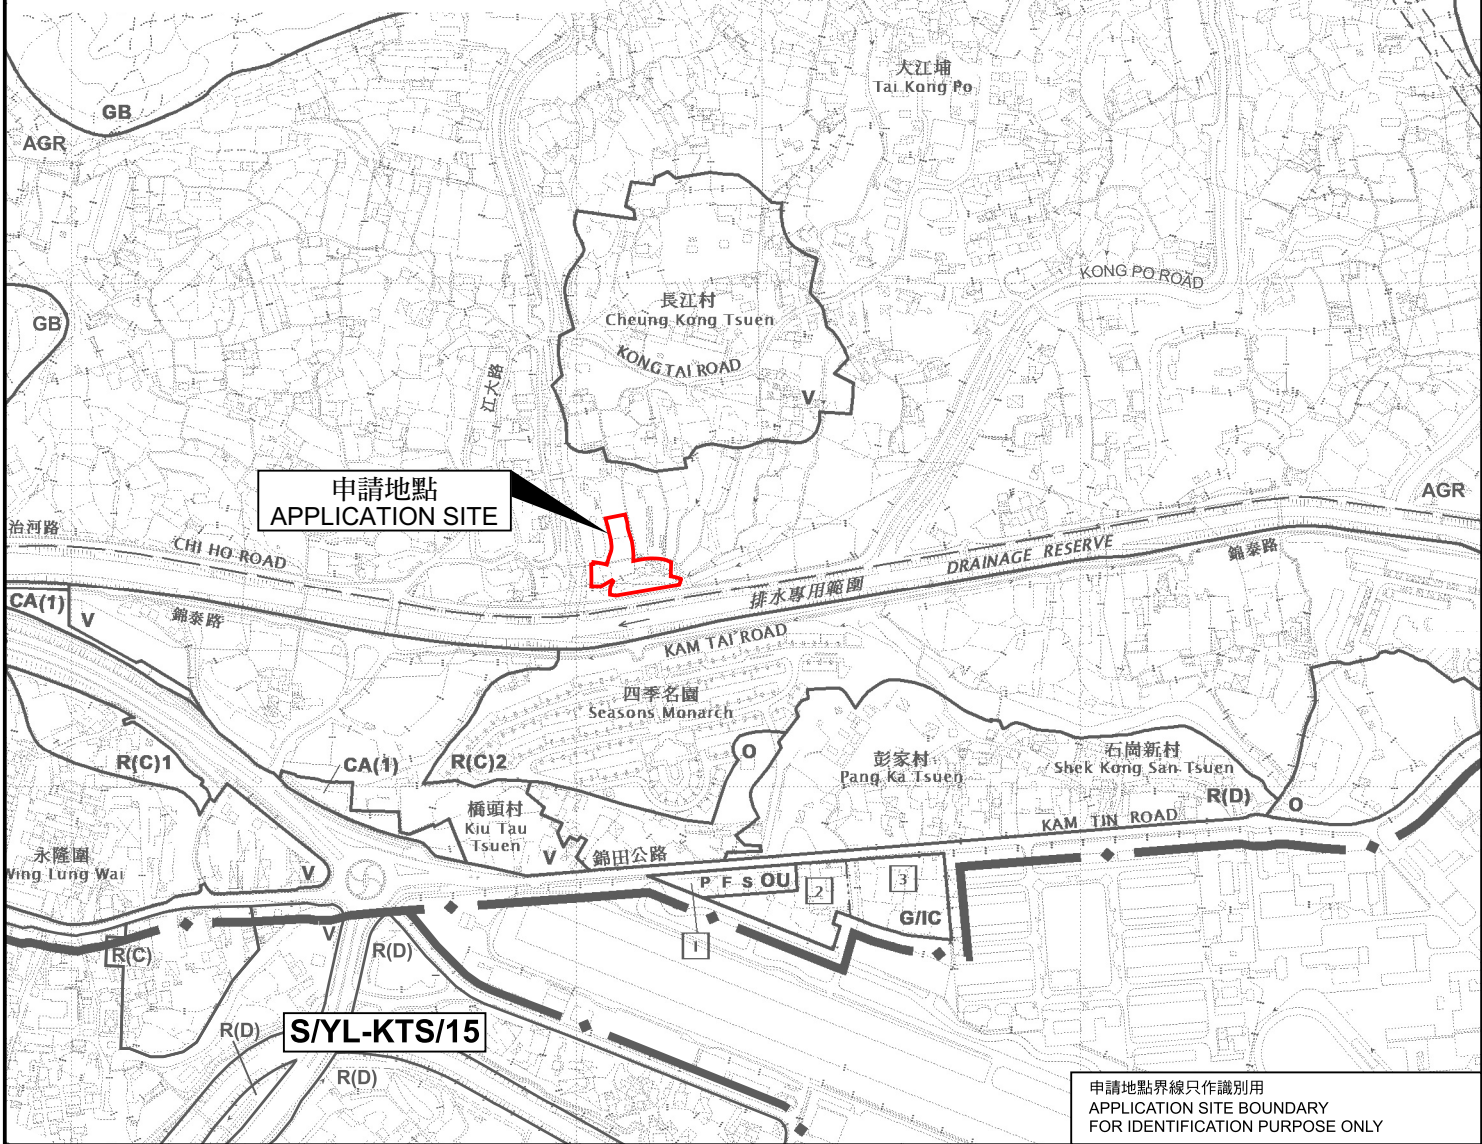 大江埔
Tai Kong Po
GB
AGR
KONG PO ROAD
長江村
Cheung Kong Tsuen
KONG TAI ROAD
V
GB
江大路
申請地點
APPLICATION SITE
AGR
治河路
CHI HO ROAD
DRAINAGE RESERVE
排水專用範圍
錦泰路
CA(1)
V
錦泰路
KAM TAI ROAD
四季名園
Seasons Monarch
R(C)1
CA(1)
R(C)2
O
彭家村
Pang Ka Tsuen
石崗新村
Shek Kong San Tsuen
R(D)
O
橋頭村
Kiu Tau
Tsuen
V
錦田公路
KAM TIN ROAD
永隆圍
Wing Lung Wai
V
P F S OU
2
3
G/IC
1
V
R(C)
R(D)
R(D)
S/YL-KTS/15
R(D)
申請地點界線只作識別用
APPLICATION SITE BOUNDARY
FOR IDENTIFICATION PURPOSE ONLY